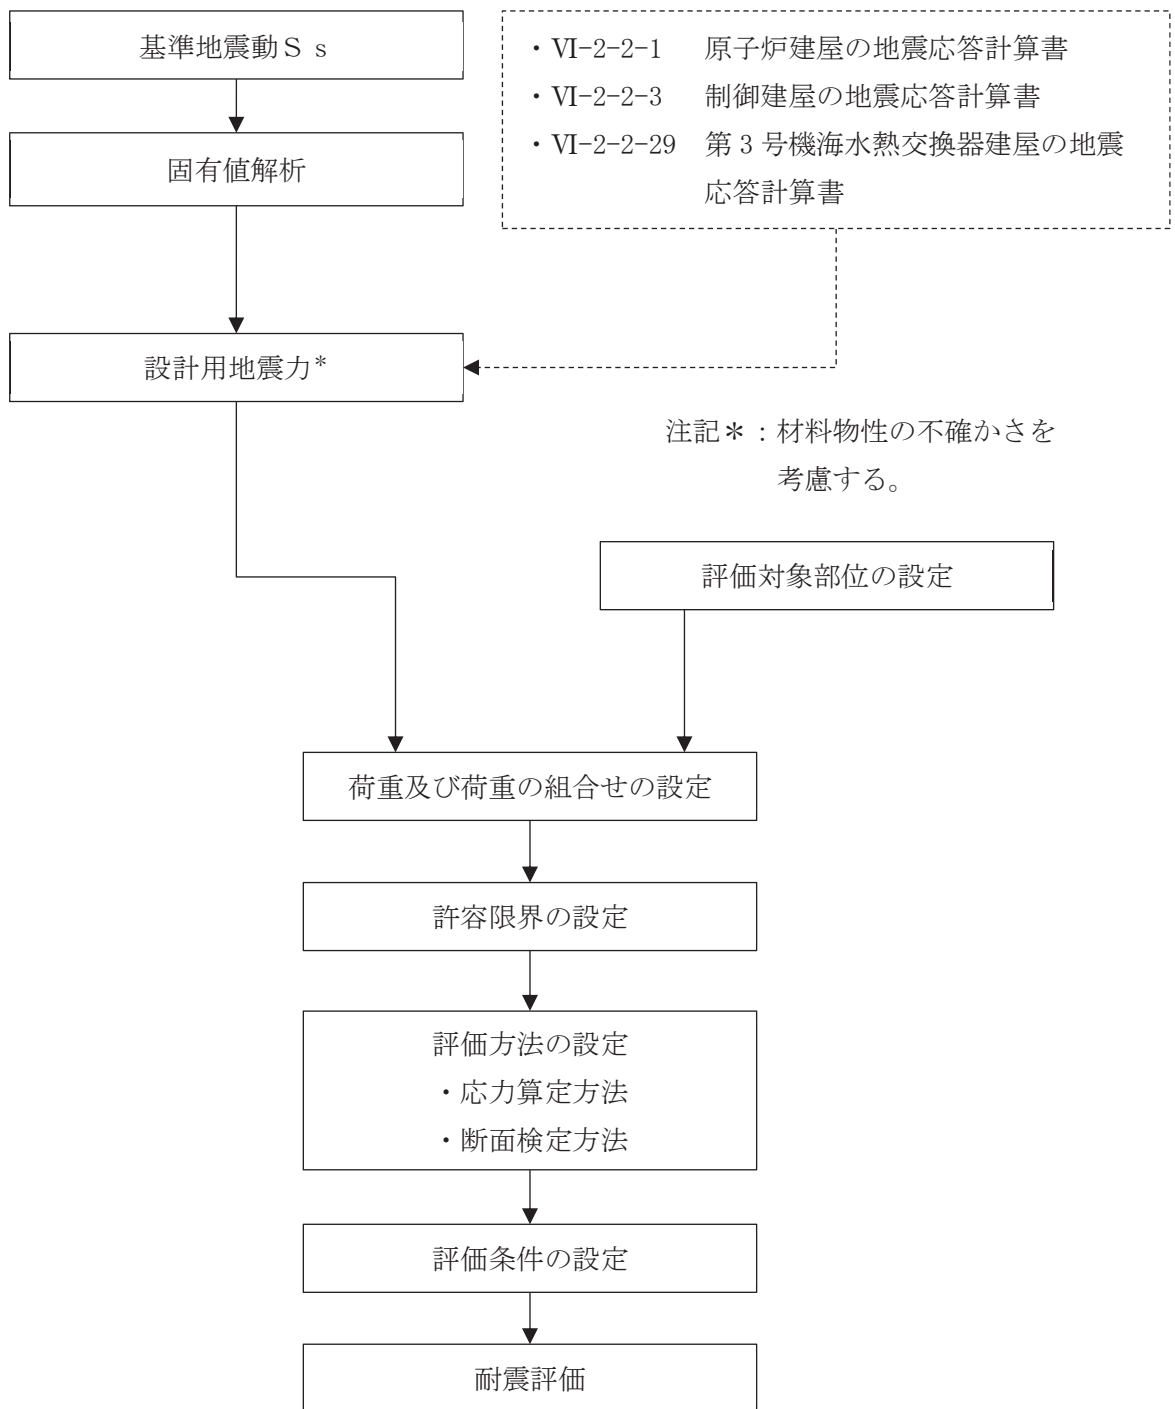 基準地震動Ｓｓ
・Ⅵ-2-2-1 原子炉建屋の地震応答計算書
・Ⅵ-2-2-3 制御建屋の地震応答計算書
・Ⅵ-2-2-29 第3号機海水熱交換器建屋の地震
応答計算書
固有値解析
設計用地震力*
注記＊：材料物性の不確かさを
考慮する。
評価対象部位の設定
荷重及び荷重の組合せの設定
許容限界の設定
評価方法の設定
・応力算定方法
・断面検定方法
評価条件の設定
耐震評価